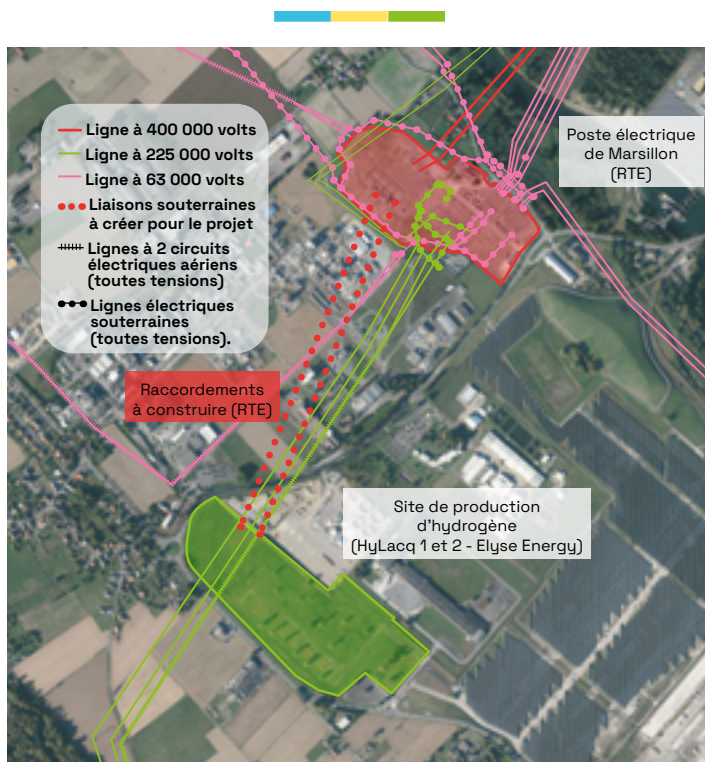 Ligne à 400 000 volts
Ligne à 225 000 volts
Ligne à 63 000 volts
Liaisons souterraines
à créer pour le projet
Lignes à 2 circuits
électriques aériens
(toutes tensions)
Lignes électriques
souterraines
(toutes tensions).
Poste électrique
de Marsillon
(RTE)
Raccordements
à construire (RTE)
Site de production
d'hydrogène
(HyLacq 1 et 2 - Elyse Energy)